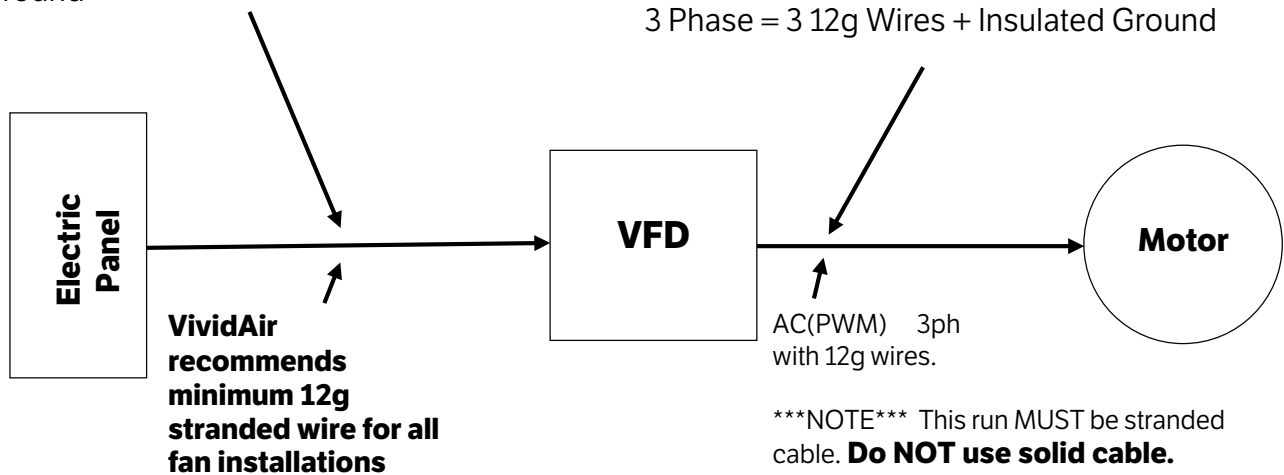 3 Phase = 3 12g Wires + Insulated Ground
Electric
Panel
VFD
Motor
VividAir
recommends
minimum 12g
stranded wire for all
fan installations
AC(PWM) 3ph
with 12g wires.
***NOTE*** This run MUST be stranded
cable. Do NOT use solid cable.